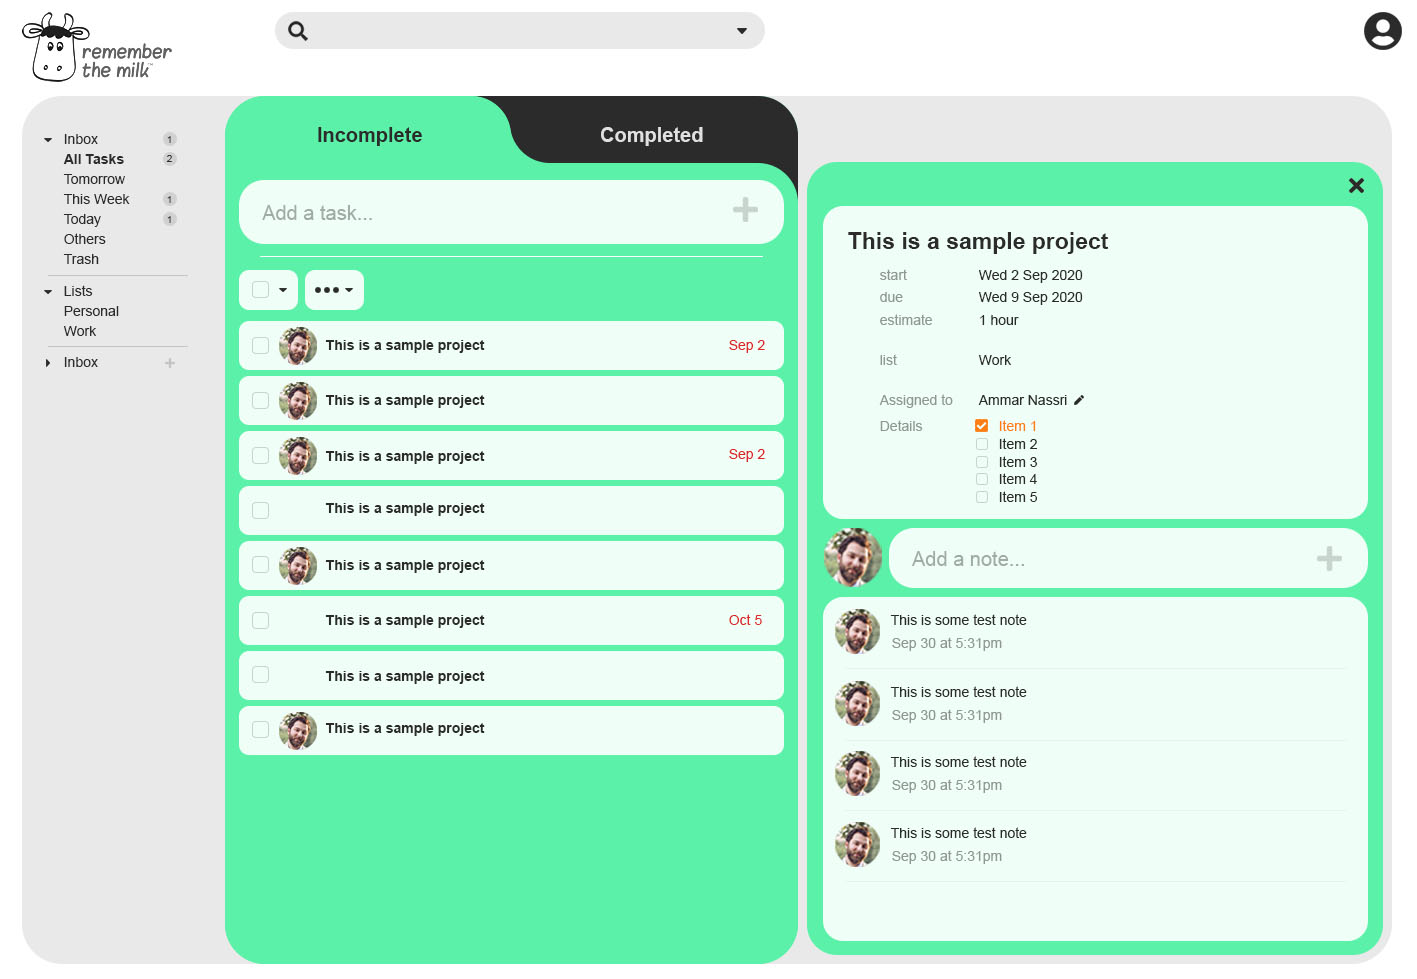 remember
the milk™
Inbox 1
All Tasks 2
Tomorrow
This Week 1
Today 1
Others
Trash
Lists
Personal
Work
Inbox
Incomplete
Completed
Add a task...
This is a sample project Sep 2
This is a sample project
This is a sample project Sep 2
This is a sample project
This is a sample project
This is a sample project Oct 5
This is a sample project
This is a sample project
This is a sample project
start Wed 2 Sep 2020
due Wed 9 Sep 2020
estimate 1 hour
list Work
Assigned to Ammar Nassri
Details Item 1
Item 2
Item 3
Item 4
Item 5
Add a note...
This is some test note
Sep 30 at 5:31pm
This is some test note
Sep 30 at 5:31pm
This is some test note
Sep 30 at 5:31pm
This is some test note
Sep 30 at 5:31pm